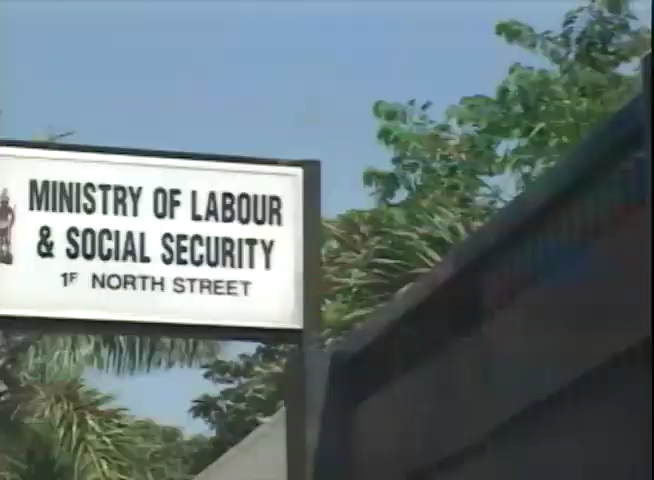 MINISTRY OF LABOUR
& SOCIAL SECURITY
1F NORTH STREET